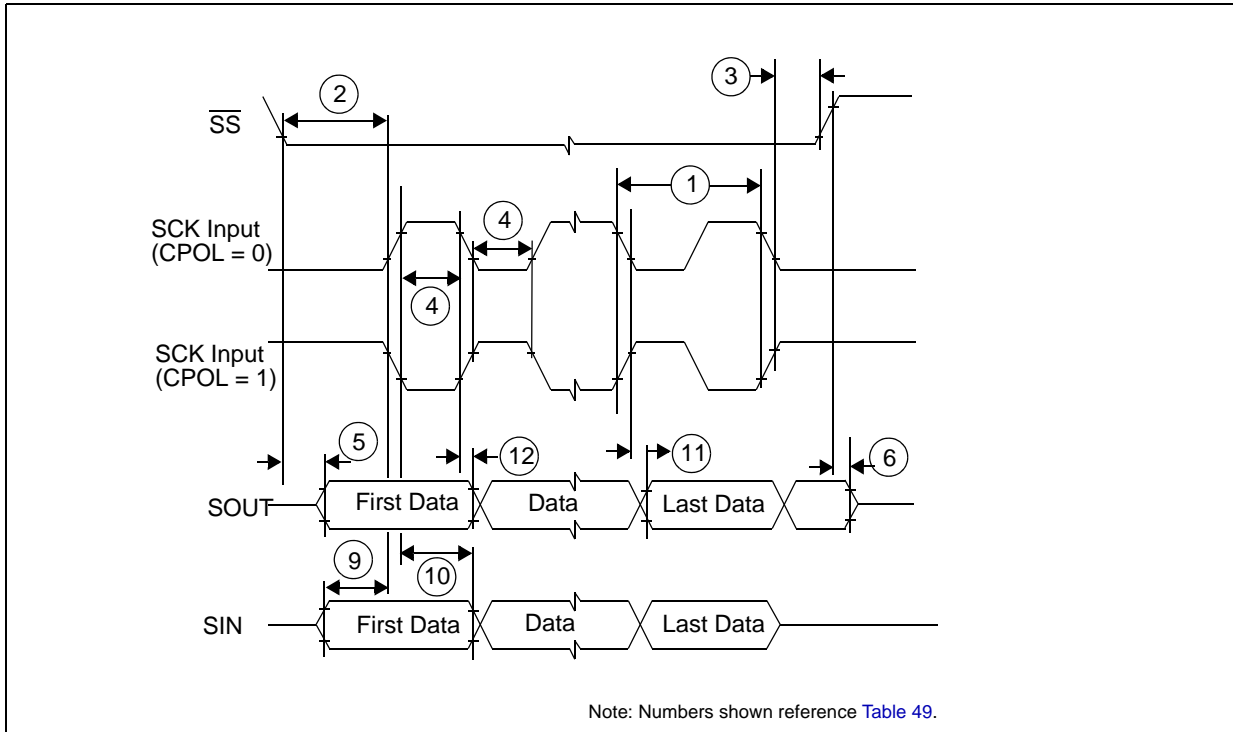 3
2
SS
1
SCK Input
(CPOL = 0)
4
4
SCK Input
(CPOL = 1)
5
12
11
6
SOUT
First Data
Data
Last Data
9
10
SIN
First Data
Data
Last Data
Note: Numbers shown reference Table 49.